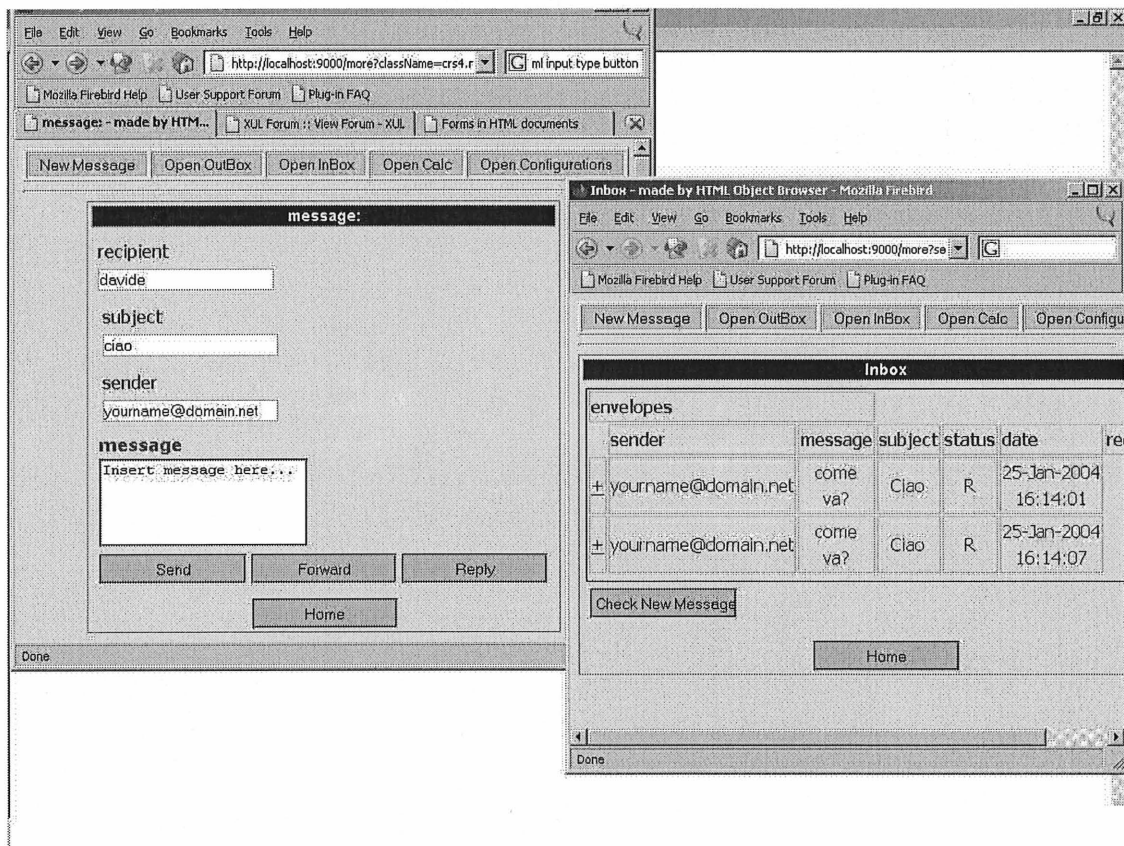 File Edit View Go Bookmarks Tools Help
http://localhost:9000/more?className=crs4.r G ml input type button
Mozilla Firebird Help User Support Forum Plug-in FAQ
message: - made by HTM... XUL Forum :: View Forum - XUL Forms in HTML documents
New Message Open OutBox Open InBox Open Calc Open Configurations
message:
recipient
davide
subject
ciao
sender
yourname@domain.net
message
Insert message here...
Send Forward Reply
Home
Done
Inbox - made by HTML Object Browser - Mozilla Firebird
File Edit View Go Bookmarks Tools Help
http://localhost:9000/more?se G
Mozilla Firebird Help User Support Forum Plug-in FAQ
New Message Open OutBox Open InBox Open Calc Open Configu
Inbox
envelopes
sender message subject status date rec
+ yourname@domain.net come va? Ciao R 25-Jan-2004 16:14:01
+ yourname@domain.net come va? Ciao R 25-Jan-2004 16:14:07
Check New Message
Home
Done